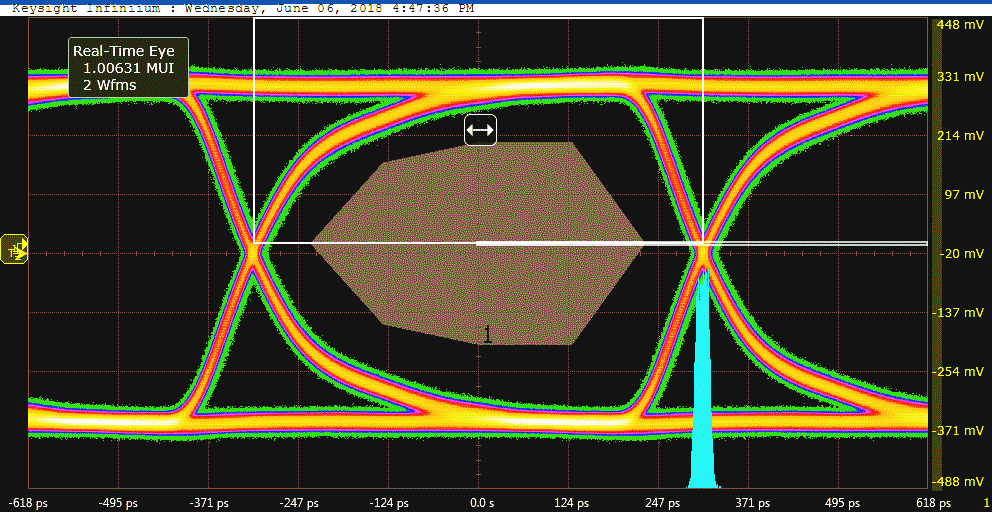 Keysight Infiniium : Wednesday, June 06, 2018 4:47:36 PM
448 mV
Real-Time Eye
1.00631 MUI
2 Wfms
331 mV
214 mV
97 mV
-20 mV
-137 mV
1
-254 mV
-371 mV
-488 mV
-618 ps -495 ps -371 ps -247 ps -124 ps 0.0 s 124 ps 247 ps 371 ps 495 ps 618 ps 1